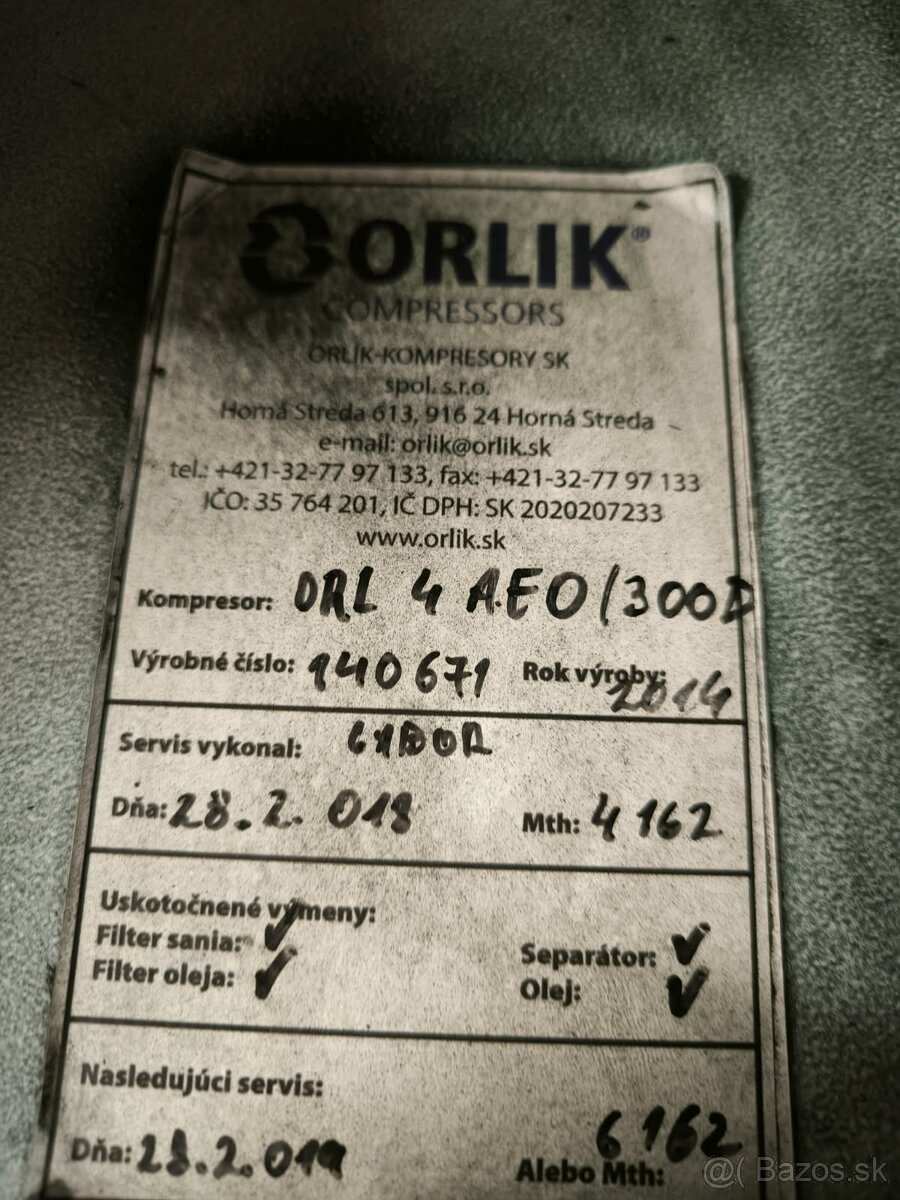 ORLIK®
COMPRESSORS
ORLÍK-KOMPRESORY SK
spol. s.r.o.
Horná Streda 613, 916 24 Horná Streda
e-mail: orlik@orlik.sk
tel.: +421-32-77 97 133, fax: +421-32-77 97 133
IČO: 35 764 201, IČ DPH: SK 2020207233
www.orlik.sk
Kompresor: ORL 4 AEO/300D
Výrobné číslo: 140671 Rok výroby: 2014
Servis vykonal:
Dňa: 28.2.018 Mth: 4162
Uskotočnené výmeny:
Filter sania: ✓ Separátor: ✓
Filter oleja: ✓ Olej: ✓
Nasledujúci servis:
Dňa: 28.2.019 Alebo Mth: 6162
@( Bazos.sk